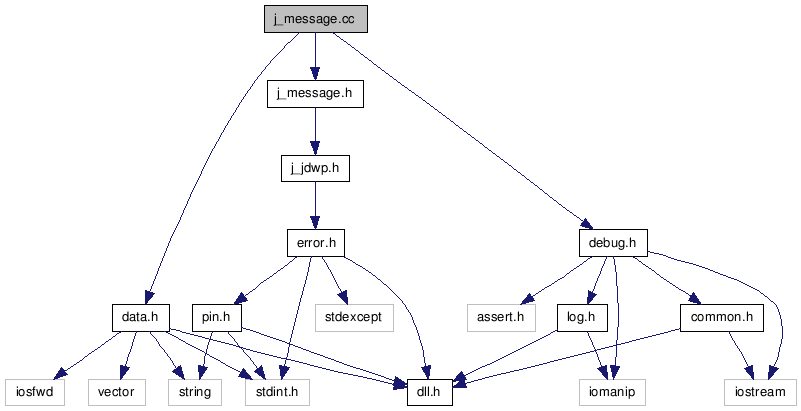 j_message.cc
j_message.h
j_jdwp.h
error.h
debug.h
data.h
pin.h
stdexcept
assert.h
log.h
common.h
iosfwd
vector
string
stdint.h
dll.h
iomanip
iostream